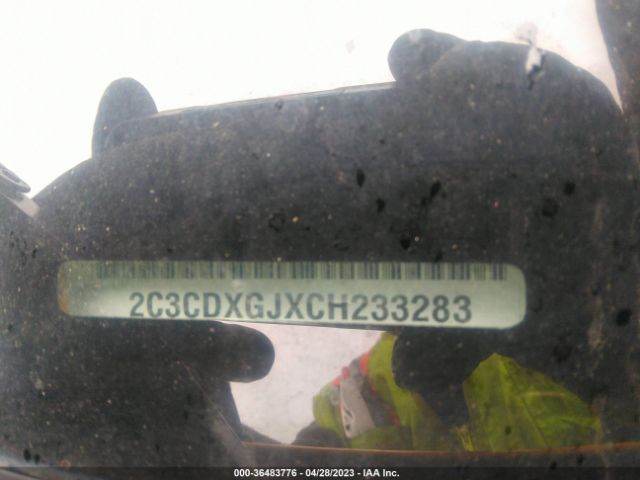 2C3CDXGJXCH233283
000-36483776 - 04/28/2023 - IAA Inc.